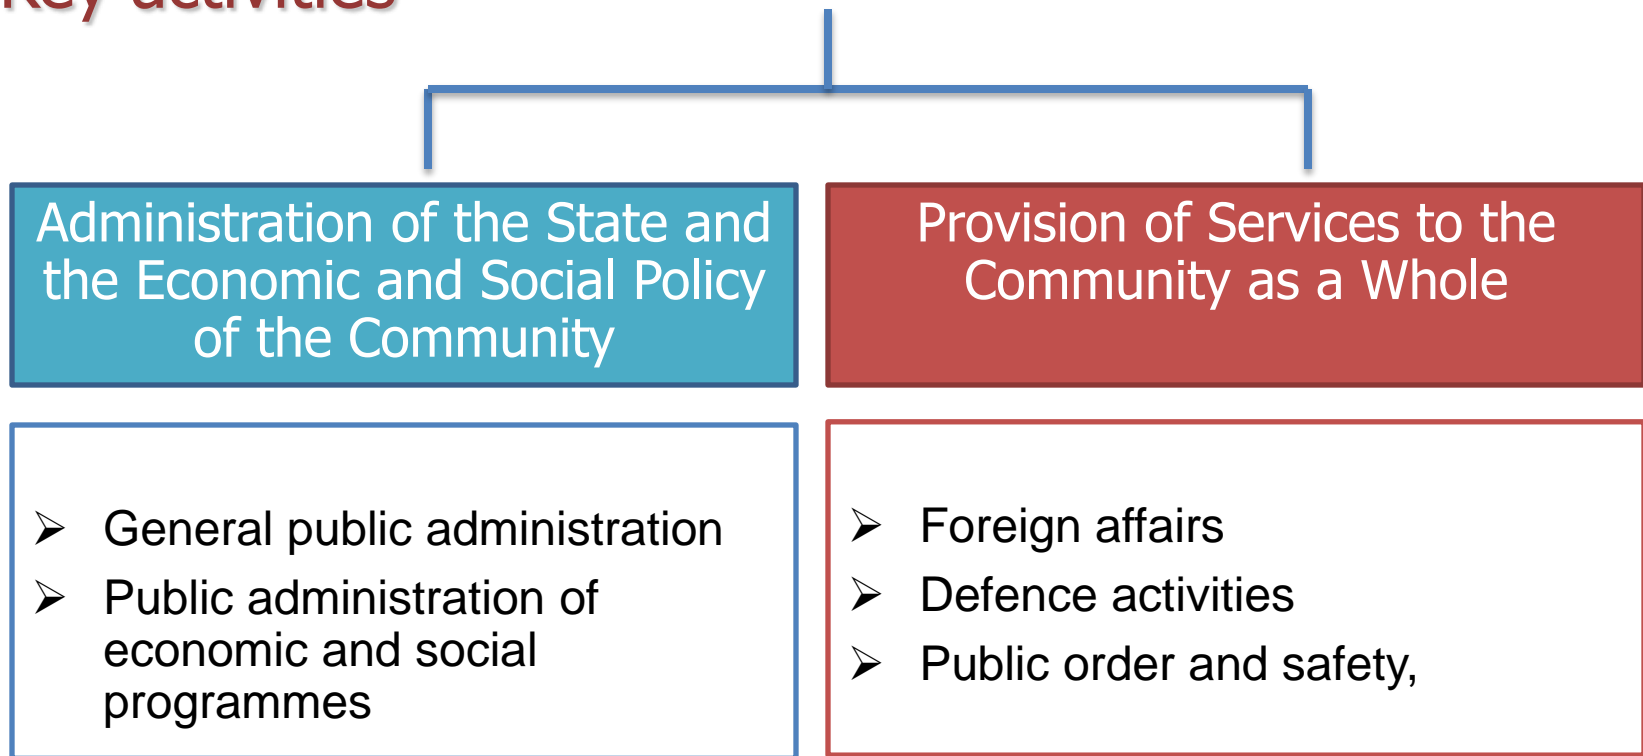 Key activities
Administration of the State and
the Economic and Social Policy
of the Community
Provision of Services to the
Community as a Whole
➢ General public administration
➢ Public administration of
economic and social
programmes
➢ Foreign affairs
➢ Defence activities
➢ Public order and safety,